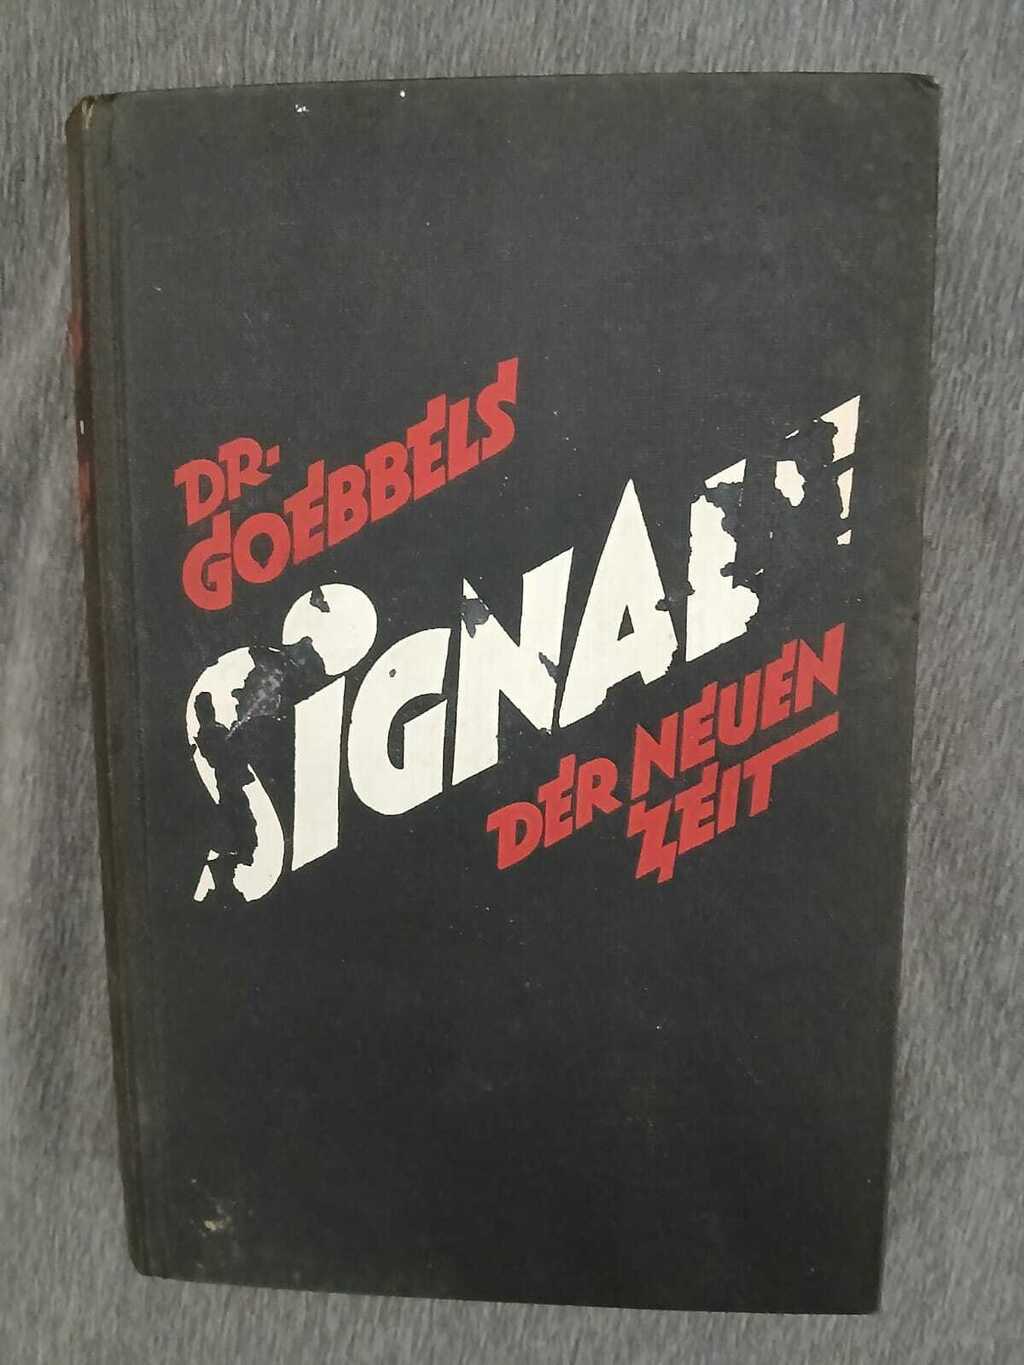 DR.
GOEBBELS
SIGNALE
DER NEUEN
ZEIT